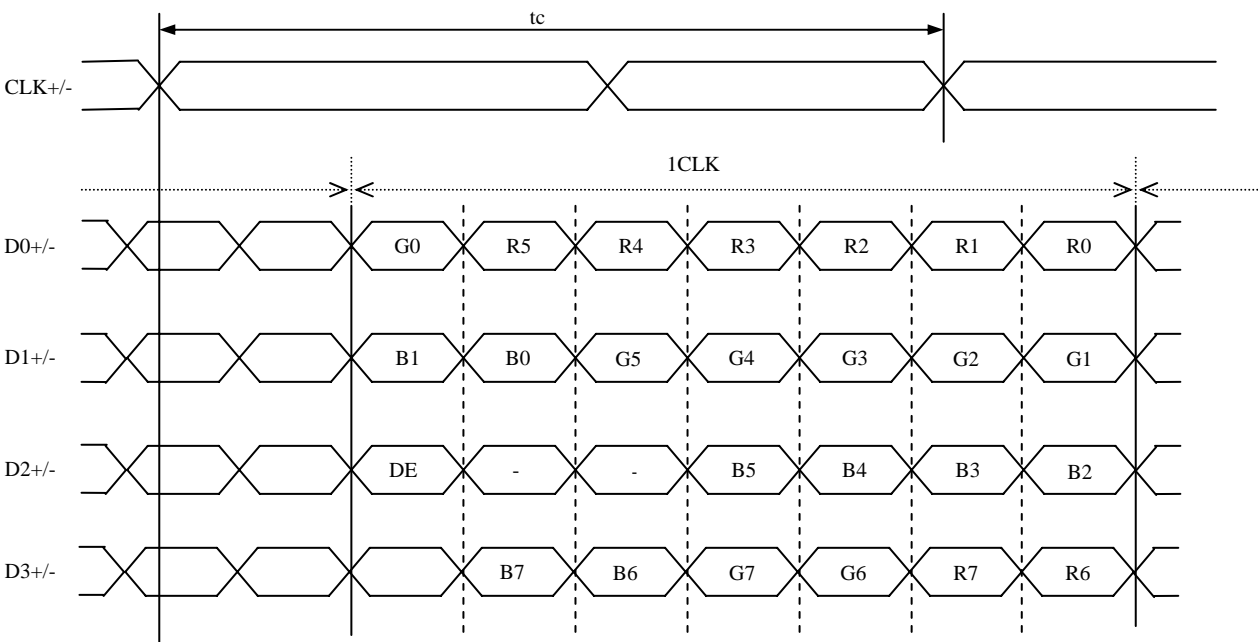 tc
CLK+/-
1CLK
D0+/- G0 R5 R4 R3 R2 R1 R0
D1+/- B1 B0 G5 G4 G3 G2 G1
D2+/- DE - - B5 B4 B3 B2
D3+/- B7 B6 G7 G6 R7 R6